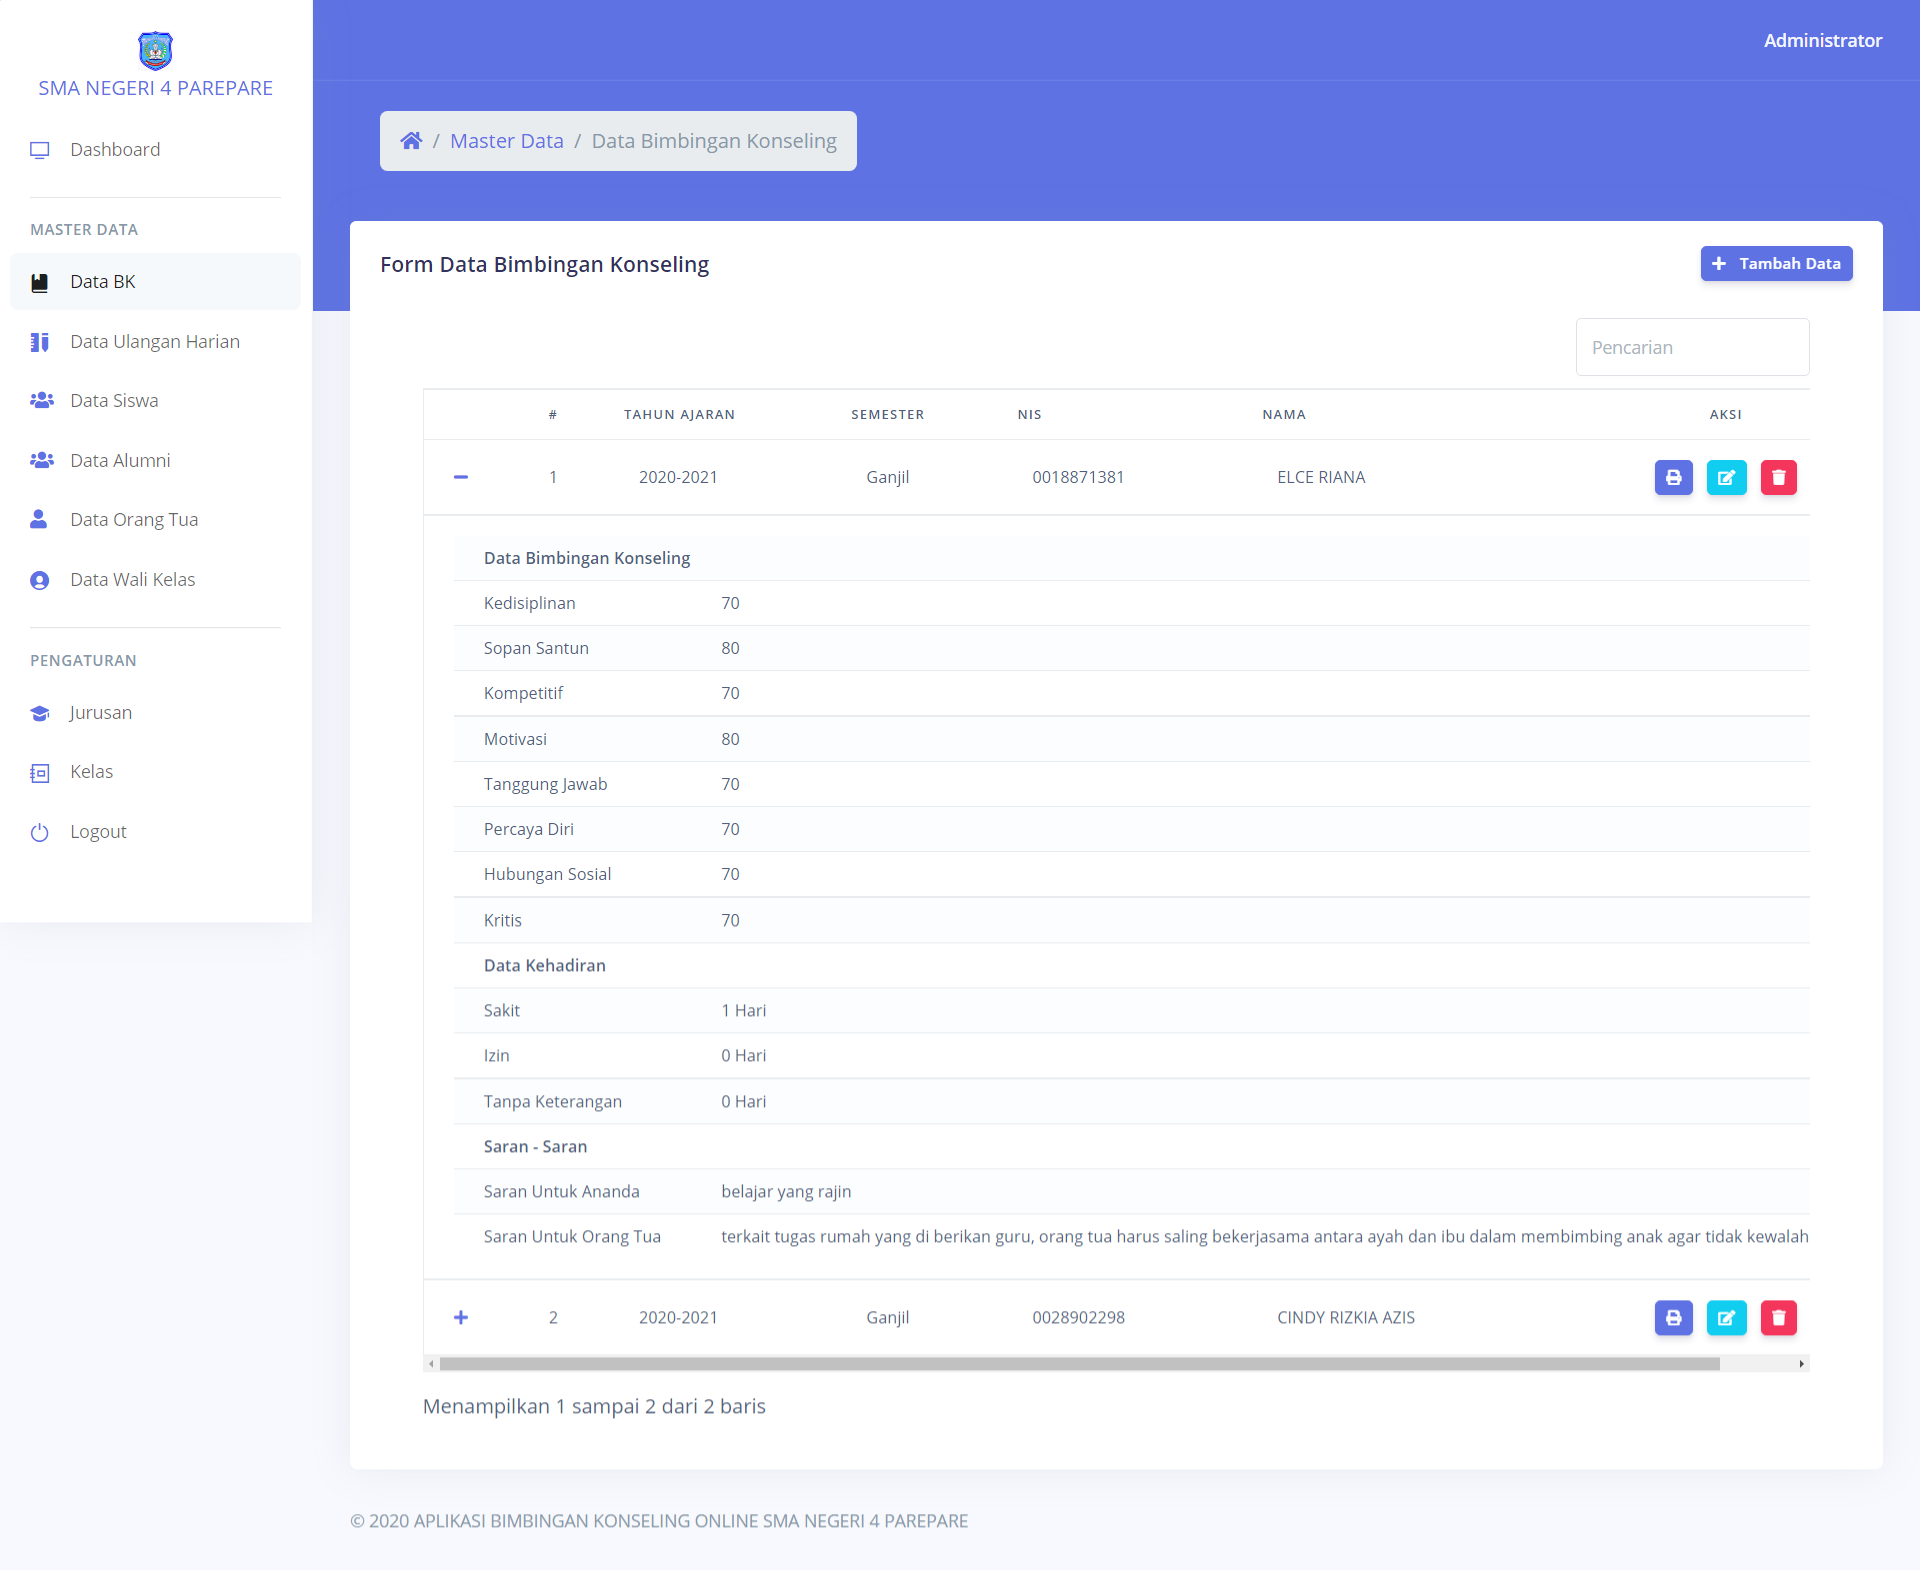 SMA NEGERI 4 PAREPARE
Dashboard
MASTER DATA
Data BK
Data Ulangan Harian
Data Siswa
Data Alumni
Data Orang Tua
Data Wali Kelas
PENGATURAN
Jurusan
Kelas
Logout
Administrator
/ Master Data / Data Bimbingan Konseling
Form Data Bimbingan Konseling
Tambah Data
Pencarian
# TAHUN AJARAN SEMESTER NIS NAMA AKSI
1 2020-2021 Ganjil 0018871381 ELCE RIANA
Data Bimbingan Konseling
Kedisiplinan 70
Sopan Santun 80
Kompetitif 70
Motivasi 80
Tanggung Jawab 70
Percaya Diri 70
Hubungan Sosial 70
Kritis 70
Data Kehadiran
Sakit 1 Hari
Izin 0 Hari
Tanpa Keterangan 0 Hari
Saran - Saran
Saran Untuk Ananda belajar yang rajin
Saran Untuk Orang Tua terkait tugas rumah yang di berikan guru, orang tua harus saling bekerjasama antara ayah dan ibu dalam membimbing anak agar tidak kewalah
2 2020-2021 Ganjil 0028902298 CINDY RIZKIA AZIS
Menampilkan 1 sampai 2 dari 2 baris
© 2020 APLIKASI BIMBINGAN KONSELING ONLINE SMA NEGERI 4 PAREPARE